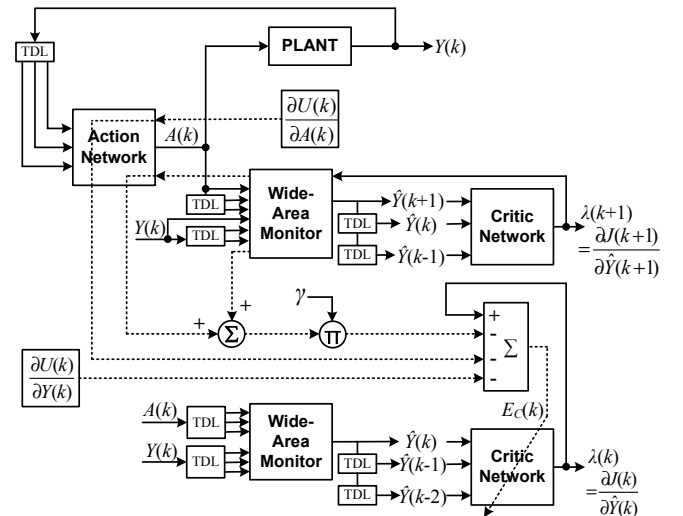 TDL
PLANT
Y(k)
Action
Network
A(k)
∂U(k)
∂A(k)
TDL
Y(k)
TDL
Wide-
Area
Monitor
Ŷ(k+1)
TDL
Ŷ(k)
TDL
Ŷ(k-1)
Critic
Network
λ(k+1)
= ∂J(k+1)
∂Ŷ(k+1)
+
+
Σ
γ
Π
+
-
-
-
Σ
∂U(k)
∂Y(k)
E_C(k)
A(k)
TDL
Y(k)
TDL
Wide-
Area
Monitor
Ŷ(k)
TDL
Ŷ(k-1)
TDL
Ŷ(k-2)
Critic
Network
λ(k)
= ∂J(k)
∂Ŷ(k)